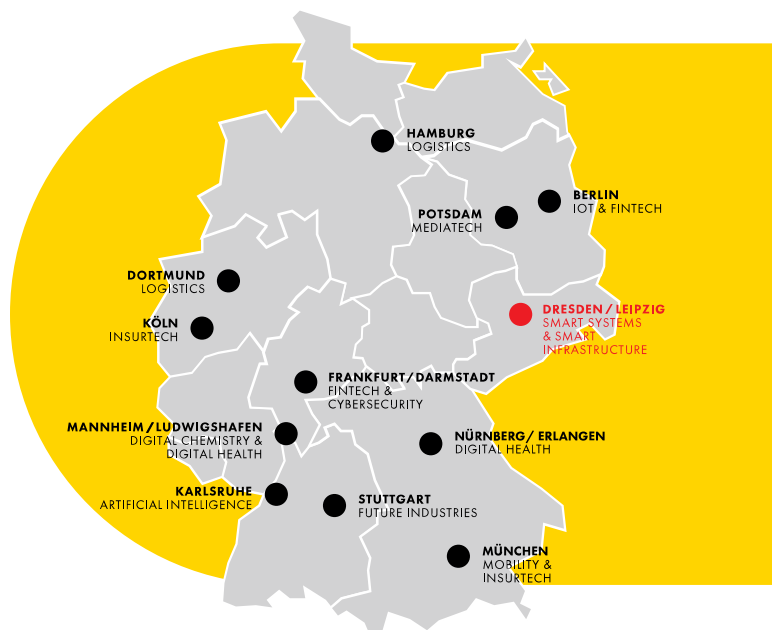 HAMBURG
LOGISTICS
BERLIN
IOT & FINTECH
POTSDAM
MEDIATECH
DORTMUND
LOGISTICS
DRESDEN / LEIPZIG
SMART SYSTEMS
& SMART
INFRASTRUCTURE
KÖLN
INSURTECH
FRANKFURT/DARMSTADT
FINTECH &
CYBERSECURITY
MANNHEIM/LUDWIGSHAFEN
DIGITAL CHEMISTRY &
DIGITAL HEALTH
NÜRNBERG/ ERLANGEN
DIGITAL HEALTH
KARLSRUHE
ARTIFICIAL INTELLIGENCE
STUTTGART
FUTURE INDUSTRIES
MÜNCHEN
MOBILITY &
INSURTECH